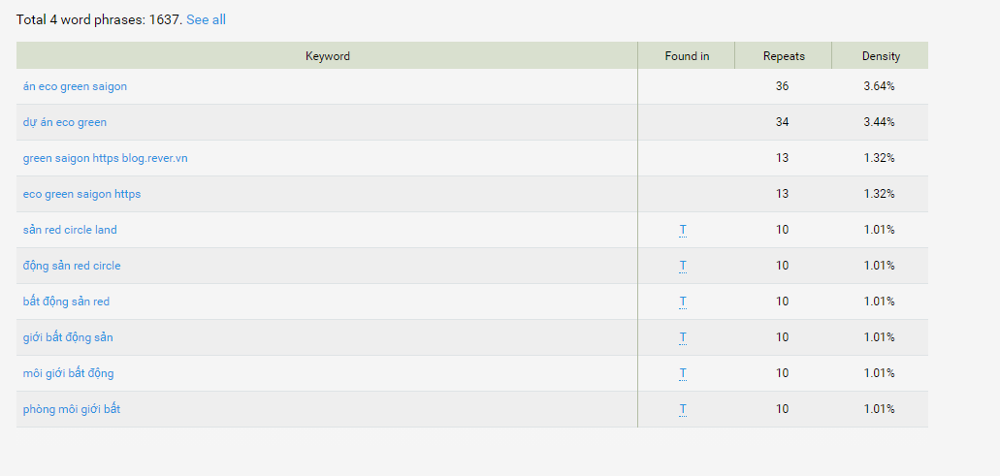 Total 4 word phrases: 1637. See all
Keyword Found in Repeats Density
án eco green saigon 36 3.64%
dự án eco green 34 3.44%
green saigon https blog.rever.vn 13 1.32%
eco green saigon https 13 1.32%
sản red circle land T 10 1.01%
động sản red circle T 10 1.01%
bất động sản red T 10 1.01%
giới bất động sản T 10 1.01%
môi giới bất động T 10 1.01%
phòng môi giới bất T 10 1.01%